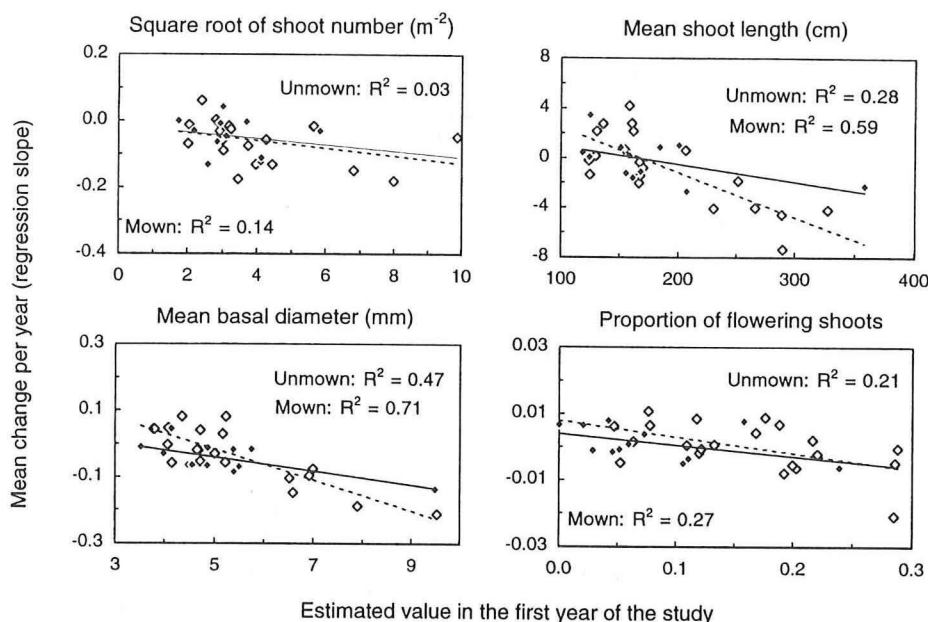 Square root of shoot number (m⁻²)
0.2
0.0
-0.2
-0.4
0
2
4
6
8
10
Unmown: R² = 0.03
Mown: R² = 0.14
Mean shoot length (cm)
8
4
0
-4
-8
100
200
300
400
Unmown: R² = 0.28
Mown: R² = 0.59
Mean change per year (regression slope)
Mean basal diameter (mm)
0.3
0.1
-0.1
-0.3
3
5
7
9
Unmown: R² = 0.47
Mown: R² = 0.71
Proportion of flowering shoots
0.03
0.01
-0.01
-0.03
0.0
0.1
0.2
0.3
Unmown: R² = 0.21
Mown: R² = 0.27
Estimated value in the first year of the study